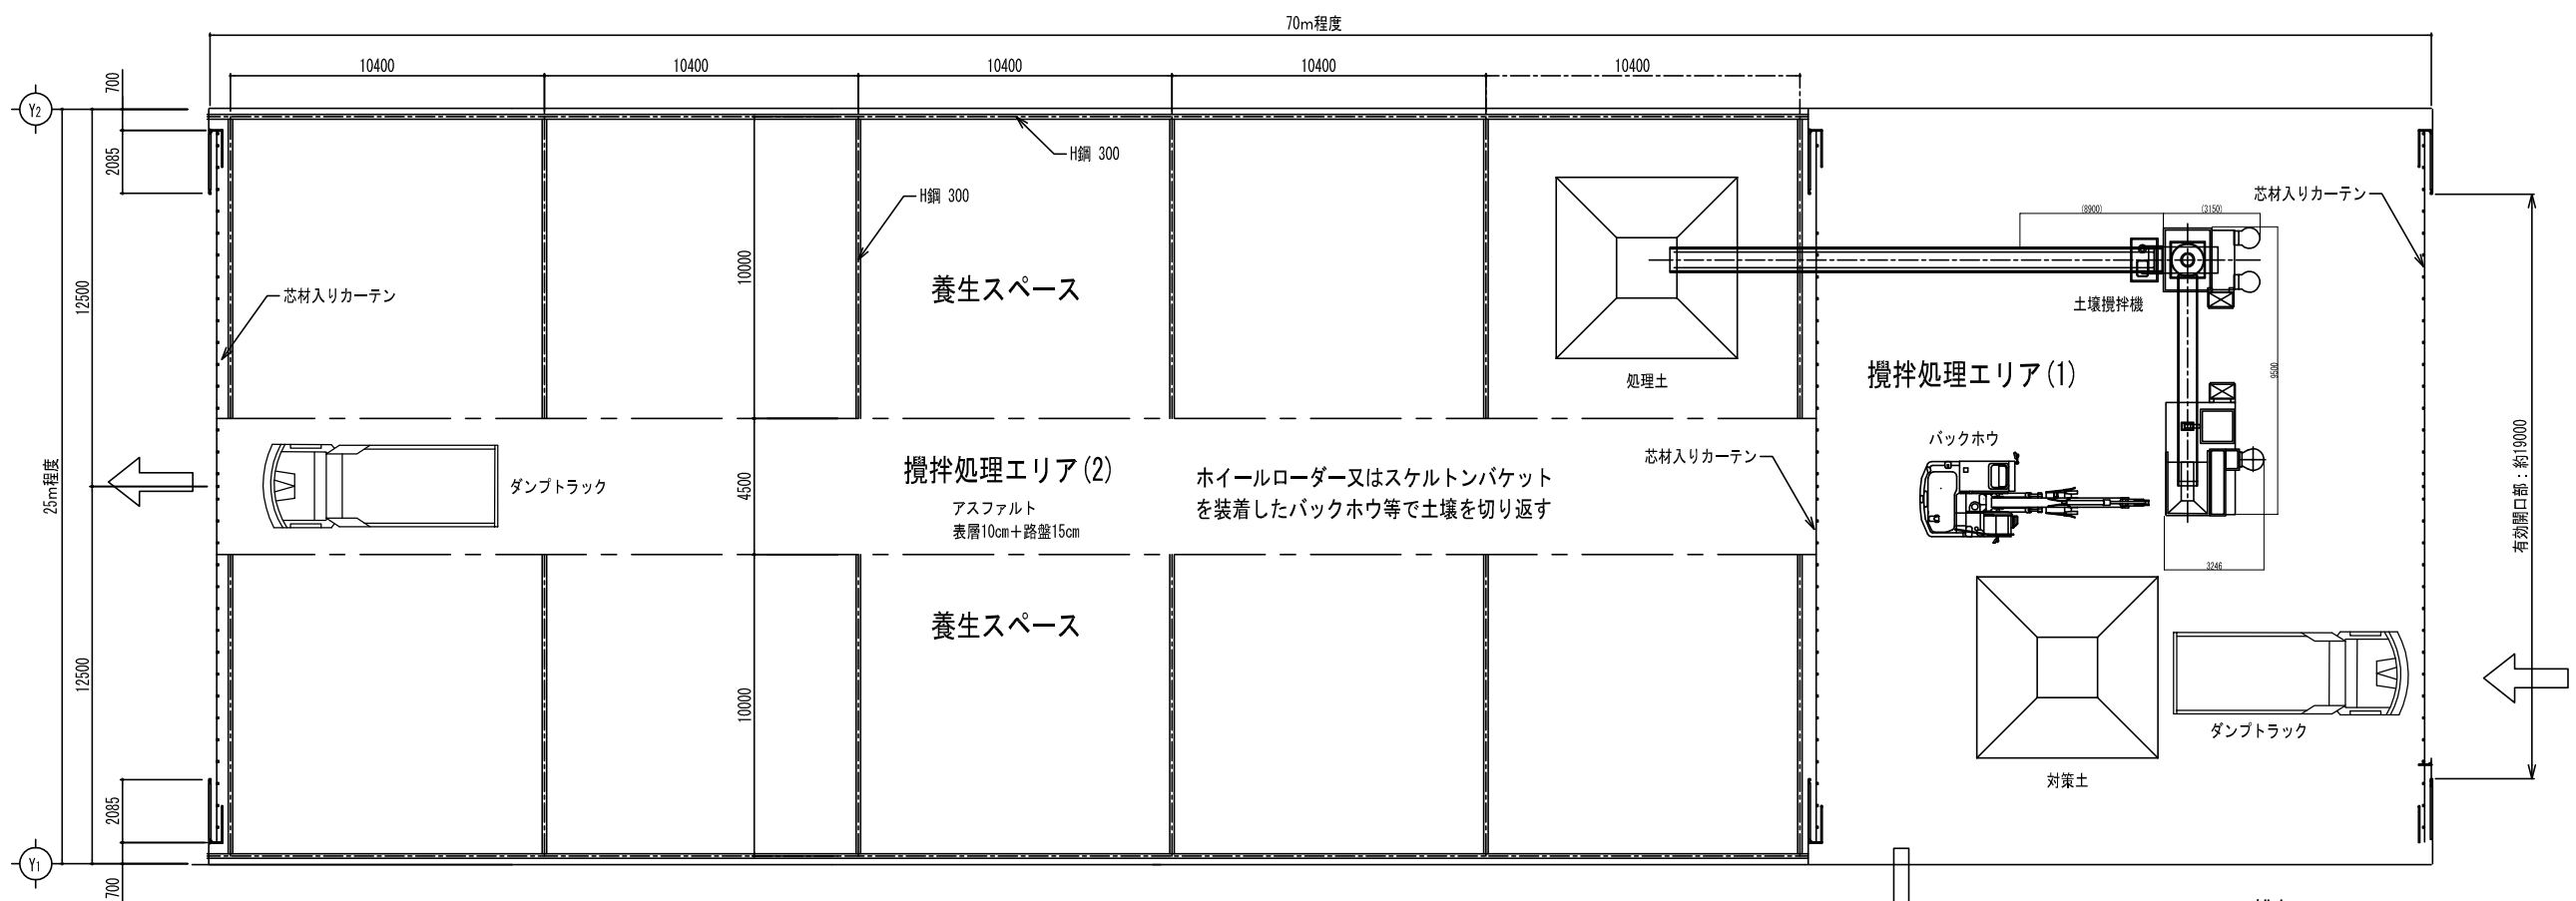 70m程度
10400
10400
10400
10400
10400
700
Y2
2085
H鋼 300
H鋼 300
芯材入りカーテン
芯材入りカーテン
(8900)
(3150)
12500
10000
養生スペース
土壌攪拌機
処理土
攪拌処理エリア(1)
9500
バックホウ
25m程度
ダンプトラック
攪拌処理エリア(2)
アスファルト
表層10cm+路盤15cm
4500
ホイールローダー又はスケルトンバケット
を装着したバックホウ等で土壌を切り返す
芯材入りカーテン
有効開口部:約19000
3246
養生スペース
12500
10000
ダンプトラック
対策土
2085
Y1
700